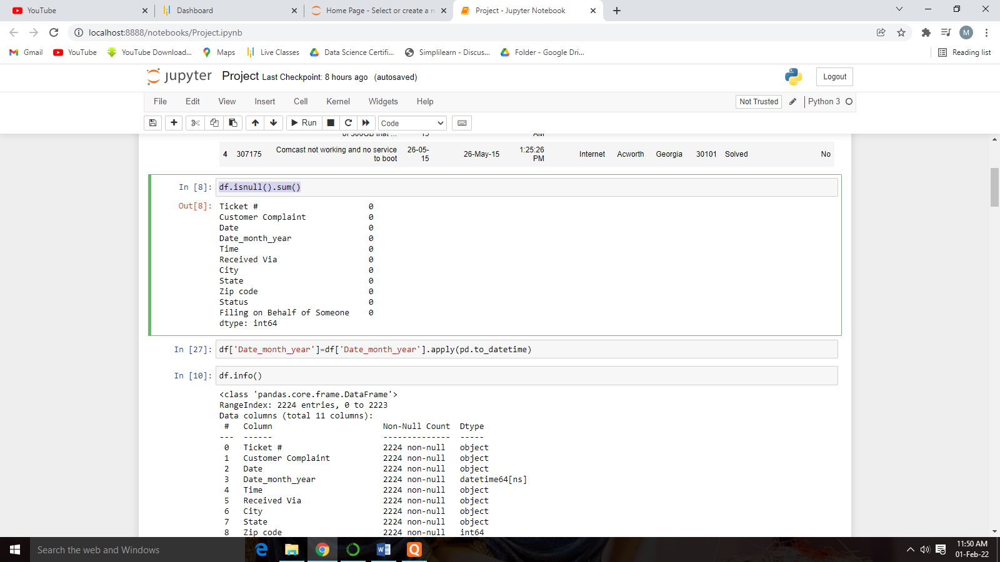 YouTube
Dashboard
Home Page - Select or create a n
Project - Jupyter Notebook
localhost:8888/notebooks/Project.ipynb
M
Gmail
YouTube
YouTube Download...
Maps
Live Classes
Data Science Certifi...
Simplilearn - Discus...
Folder - Google Dri...
Reading list
jupyter Project Last Checkpoint: 8 hours ago (autosaved)
Logout
File Edit View Insert Cell Kernel Widgets Help
Not Trusted
Python 3
Run
Code
of 300GB that ... 15 AM
4 307175 Comcast not working and no service to boot 26-05-15 26-May-15 1:25:26 PM Internet Acworth Georgia 30101 Solved No
In [8]: df.isnull().sum()
Out[8]: Ticket # 0
Customer Complaint 0
Date 0
Date_month_year 0
Time 0
Received Via 0
City 0
State 0
Zip code 0
Status 0
Filing on Behalf of Someone 0
dtype: int64
In [27]: df['Date_month_year']=df['Date_month_year'].apply(pd.to_datetime)
In [10]: df.info()
<class 'pandas.core.frame.DataFrame'>
RangeIndex: 2224 entries, 0 to 2223
Data columns (total 11 columns):
# Column Non-Null Count Dtype
--- ------ -------------- -----
0 Ticket # 2224 non-null object
1 Customer Complaint 2224 non-null object
2 Date 2224 non-null object
3 Date_month_year 2224 non-null datetime64[ns]
4 Time 2224 non-null object
5 Received Via 2224 non-null object
6 City 2224 non-null object
7 State 2224 non-null object
8 Zip code 2224 non-null int64
Search the web and Windows
11:50 AM
01-Feb-22